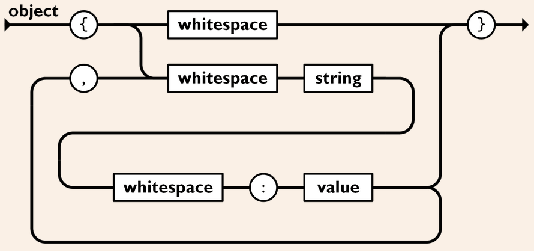 object
{ whitespace }
, whitespace string
whitespace : value